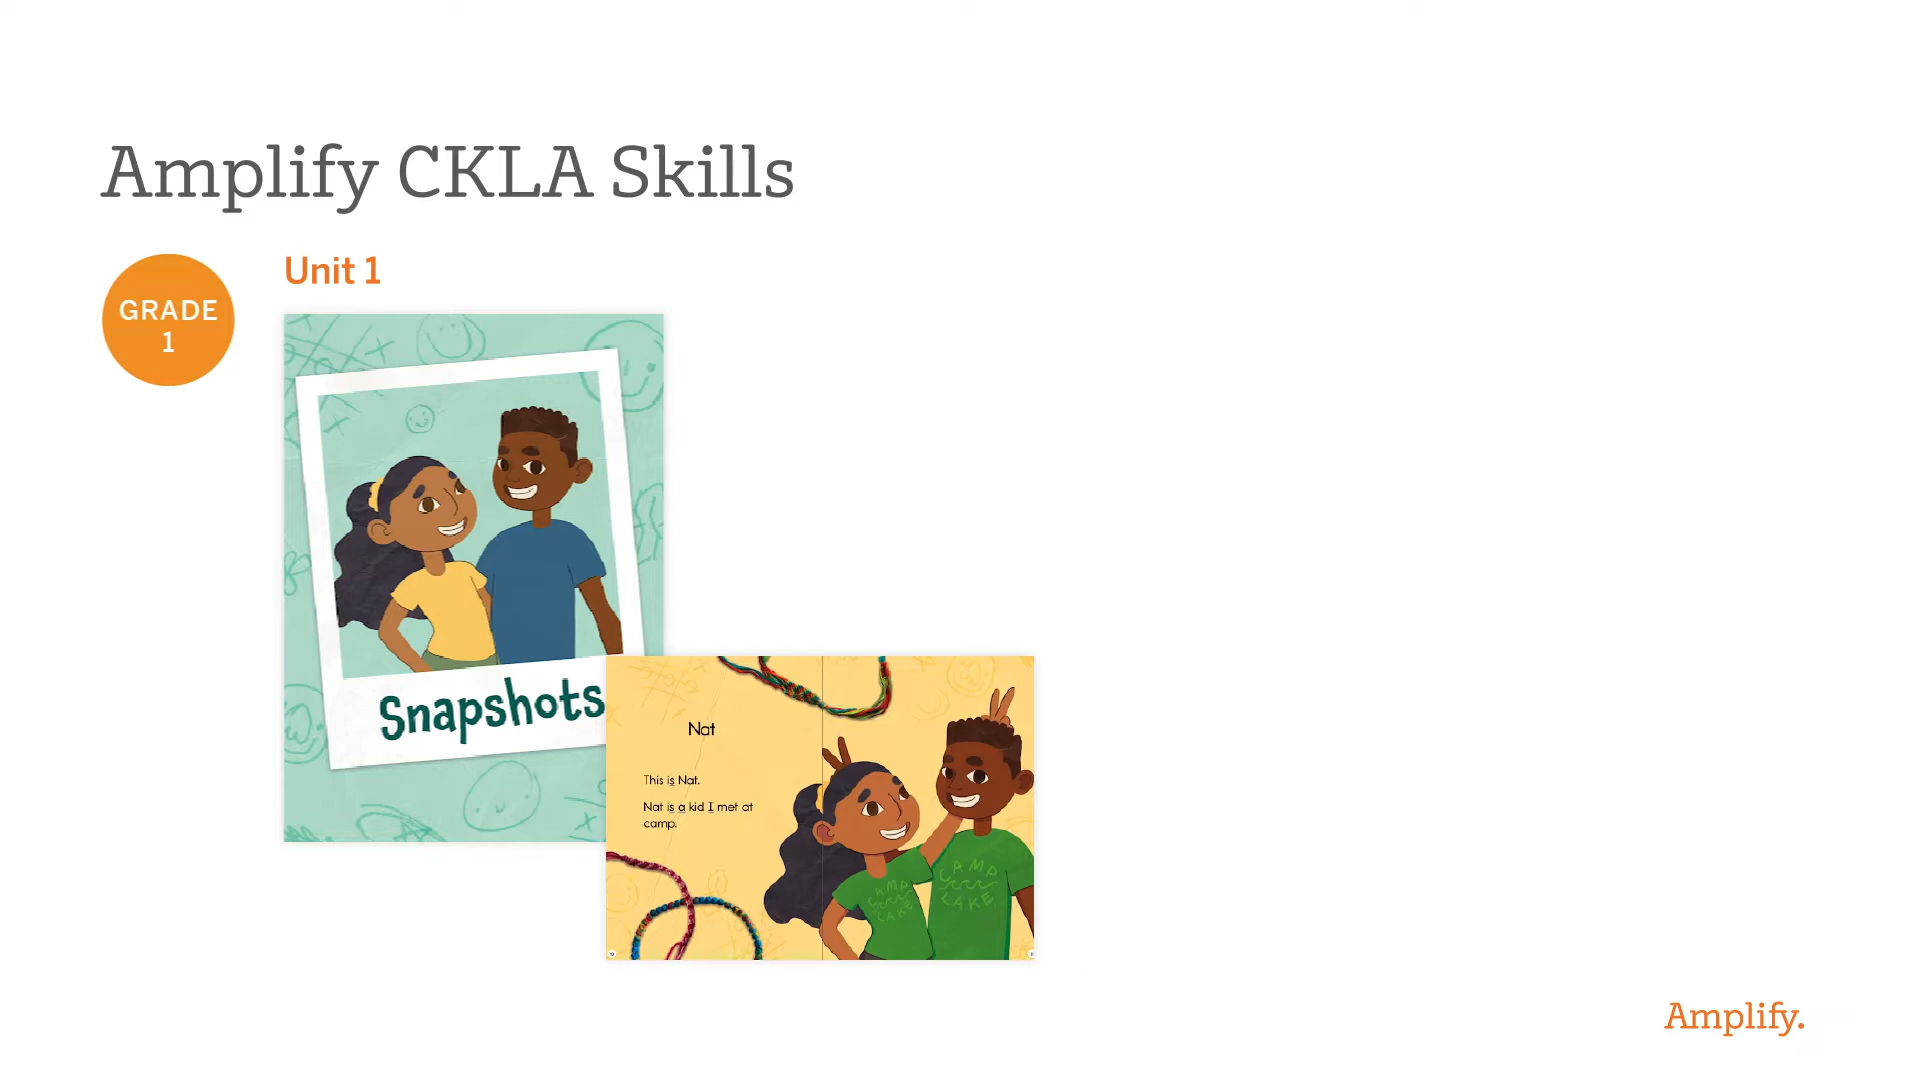 Amplify CKLA Skills
GRADE
1
Unit 1
Snapshots
Nat
This is Nat.
Nat is a kid I met at
camp.
CAMP
LAKE
CAMP
LAKE
Amplify.